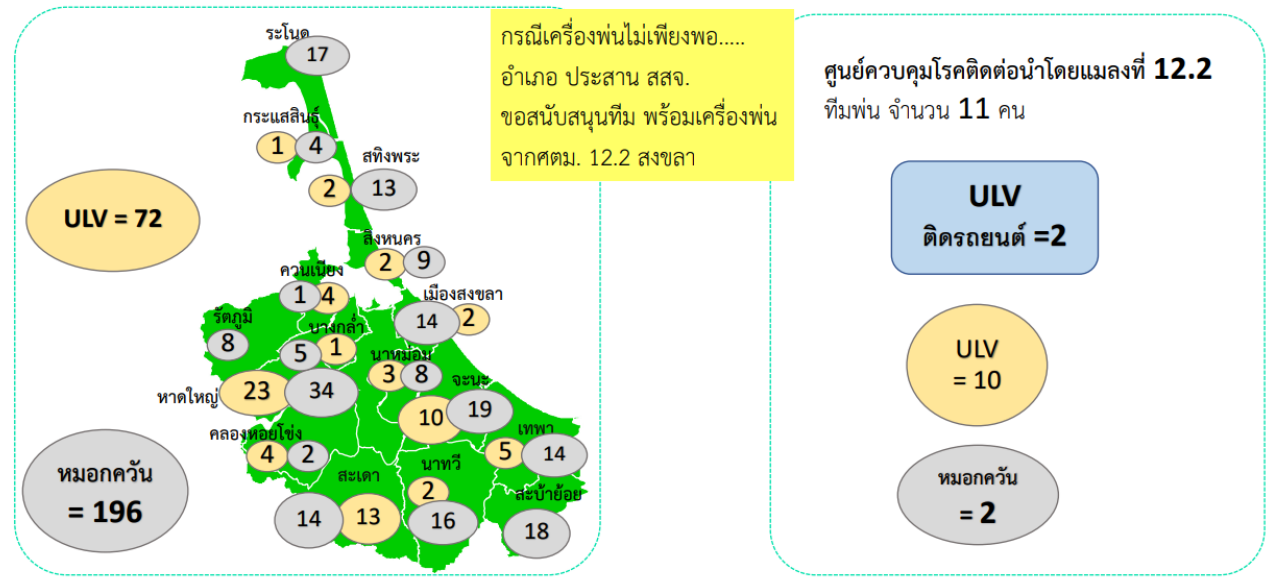 ระโนด
17
กระแสสินธุ์
1
4
สทิงพระ
2
13
สิงหนคร
2
9
ควนเนียง
1
4
เมืองสงขลา
14
2
รัตภูมิ
8
บางกล่ำ
5
1
นาหม่อม
3
8
หาดใหญ่
23
34
จะนะ
10
19
คลองหอยโข่ง
4
2
เทพา
5
14
สะเดา
14
13
นาทวี
2
16
สะบ้าย้อย
18
ULV = 72
หมอกควัน
= 196
กรณีเครื่องพ่นไม่เพียงพอ.....
อำเภอ ประสาน สสจ.
ขอสนับสนุนทีม พร้อมเครื่องพ่น
จากศตม. 12.2 สงขลา
ศูนย์ควบคุมโรคติดต่อนำโดยแมลงที่ 12.2
ทีมพ่น จำนวน 11 คน
ULV
ติดรถยนต์ =2
ULV
= 10
หมอกควัน
= 2